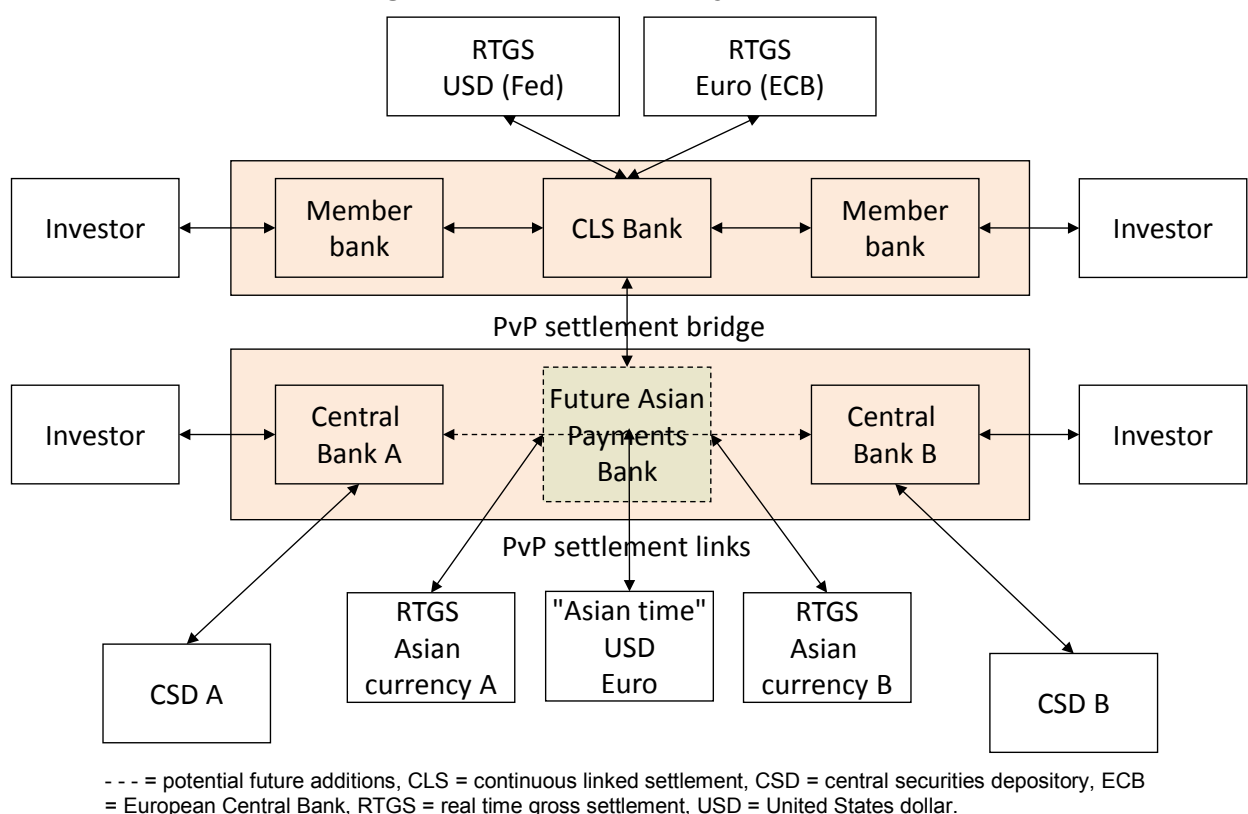 RTGS
USD (Fed)
RTGS
Euro (ECB)
Investor
Member
bank
CLS Bank
Member
bank
Investor
PvP settlement bridge
Investor
Central
Bank A
Future Asian
Payments
Bank
Central
Bank B
Investor
PvP settlement links
CSD A
RTGS
Asian
currency A
"Asian time"
USD
Euro
RTGS
Asian
currency B
CSD B
- - - = potential future additions, CLS = continuous linked settlement, CSD = central securities depository, ECB
= European Central Bank, RTGS = real time gross settlement, USD = United States dollar.